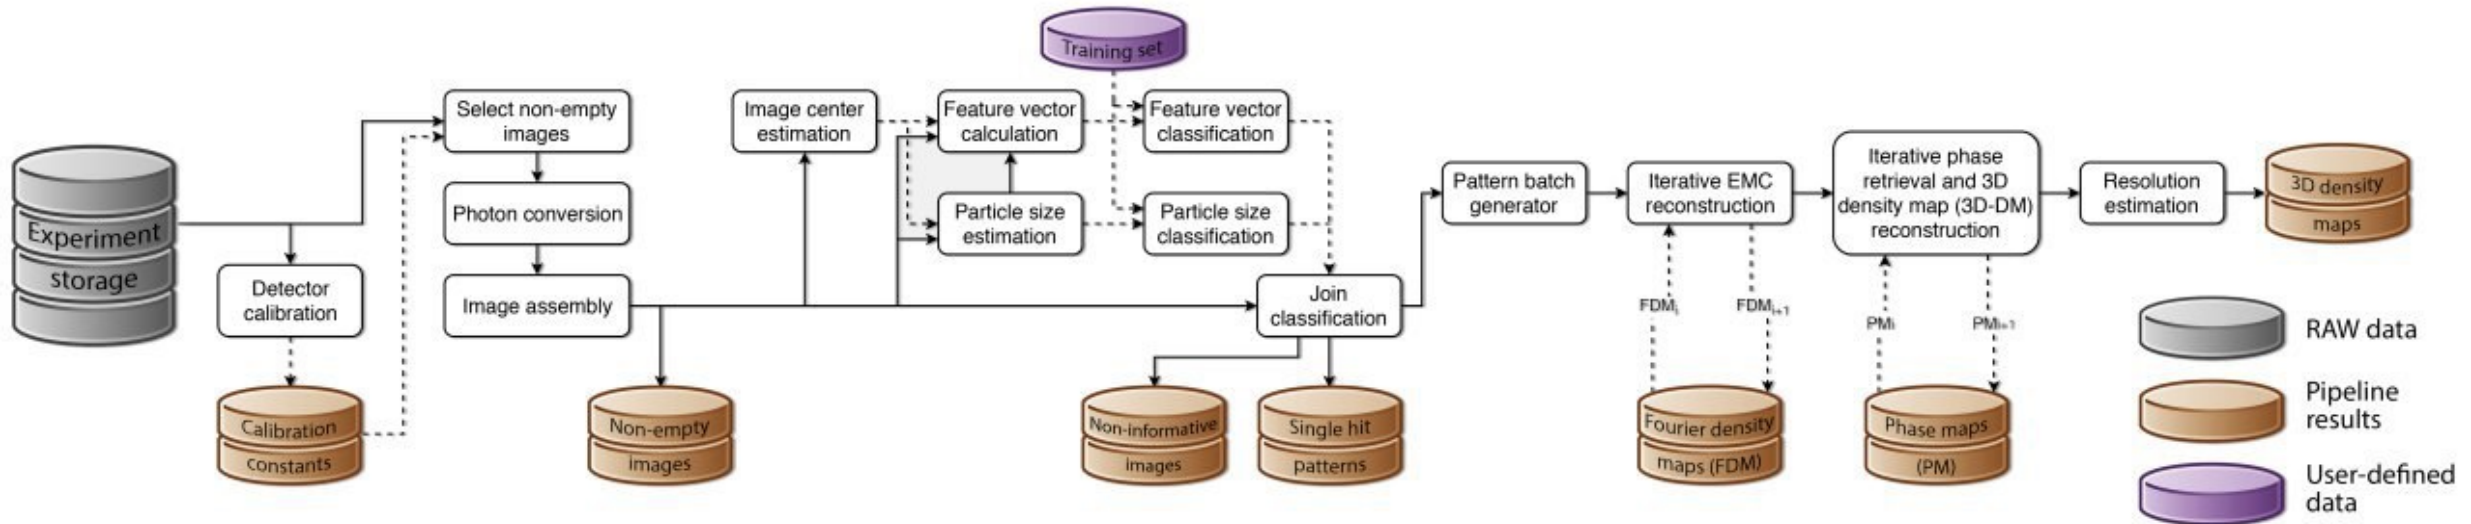 Experiment
storage
Detector
calibration
Calibration
constants
Select non-empty
images
Photon conversion
Image assembly
Non-empty
images
Image center
estimation
Training set
Feature vector
calculation
Particle size
estimation
Feature vector
classification
Particle size
classification
Join
classification
Non-informative
images
Single hit
patterns
Pattern batch
generator
Iterative EMC
reconstruction
FDMi
FDMi+1
Fourier density
maps (FDM)
Iterative phase
retrieval and 3D
density map (3D-DM)
reconstruction
PMi
PMi+1
Phase maps
(PM)
Resolution
estimation
3D density
maps
RAW data
Pipeline
results
User-defined
data